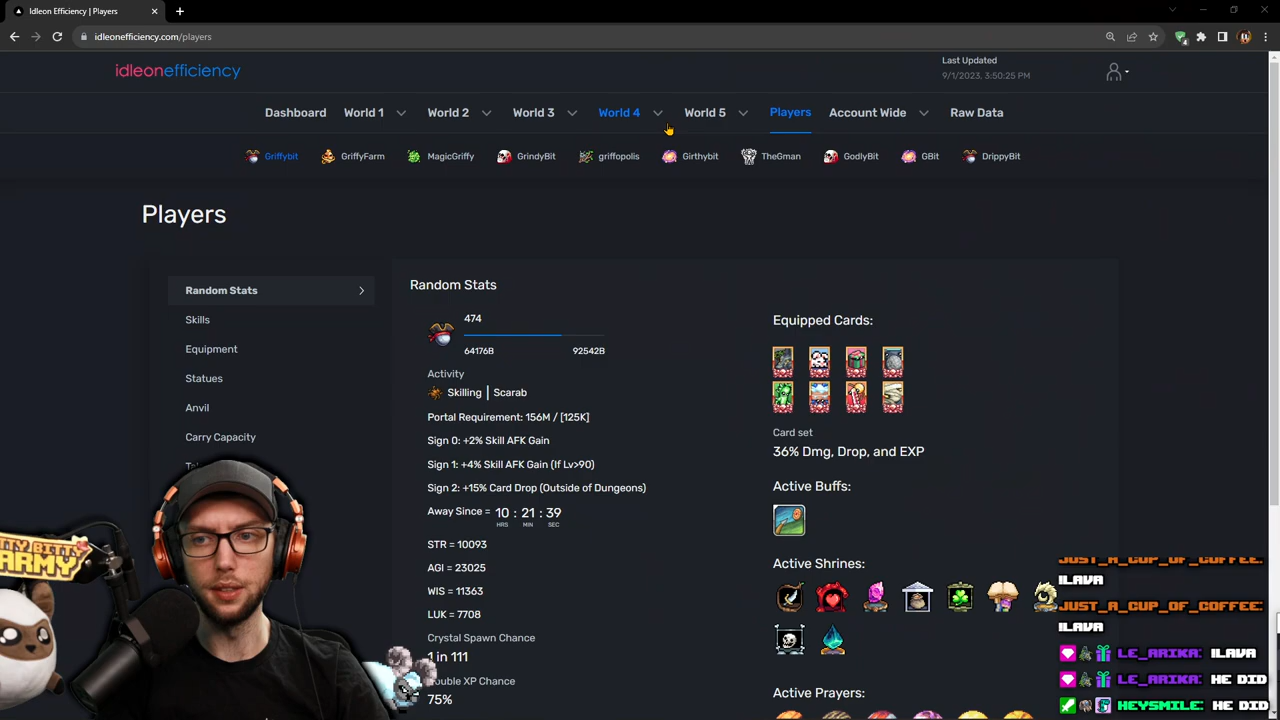 Idleon Efficiency | Players
idleonefficiency.com/players
idleonefficiency
Last Updated
9/1/2023, 3:50:25 PM
Dashboard World 1 World 2 World 3 World 4 World 5 Players Account Wide Raw Data
Griffybit GriffyFarm MagicGriffy GrindyBit griffopolis Girthybit TheGman GodlyBit GBit DrippyBit
Players
Random Stats
Skills
Equipment
Statues
Anvil
Carry Capacity
Random Stats
474
64176B 92542B
Activity
Skilling | Scarab
Portal Requirement: 156M / [125K]
Sign 0: +2% Skill AFK Gain
Sign 1: +4% Skill AFK Gain (If Lv>90)
Sign 2: +15% Card Drop (Outside of Dungeons)
Away Since = 10 : 21 : 39
HRS MIN SEC
STR = 10093
AGI = 23025
WIS = 11363
LUK = 7708
Crystal Spawn Chance
1 in 111
Double XP Chance
75%
Equipped Cards:
Card set
36% Dmg, Drop, and EXP
Active Buffs:
Active Shrines:
Active Prayers:
ITTY BITTY
ARMY
JUST_A_CUP_OF_COFFEE:
ILAVA
JUST_A_CUP_OF_COFFEE:
ILAVA
LE_ARIKA: ILAVA
LE_ARIKA: HE DID
HEYSMILE: HE DID